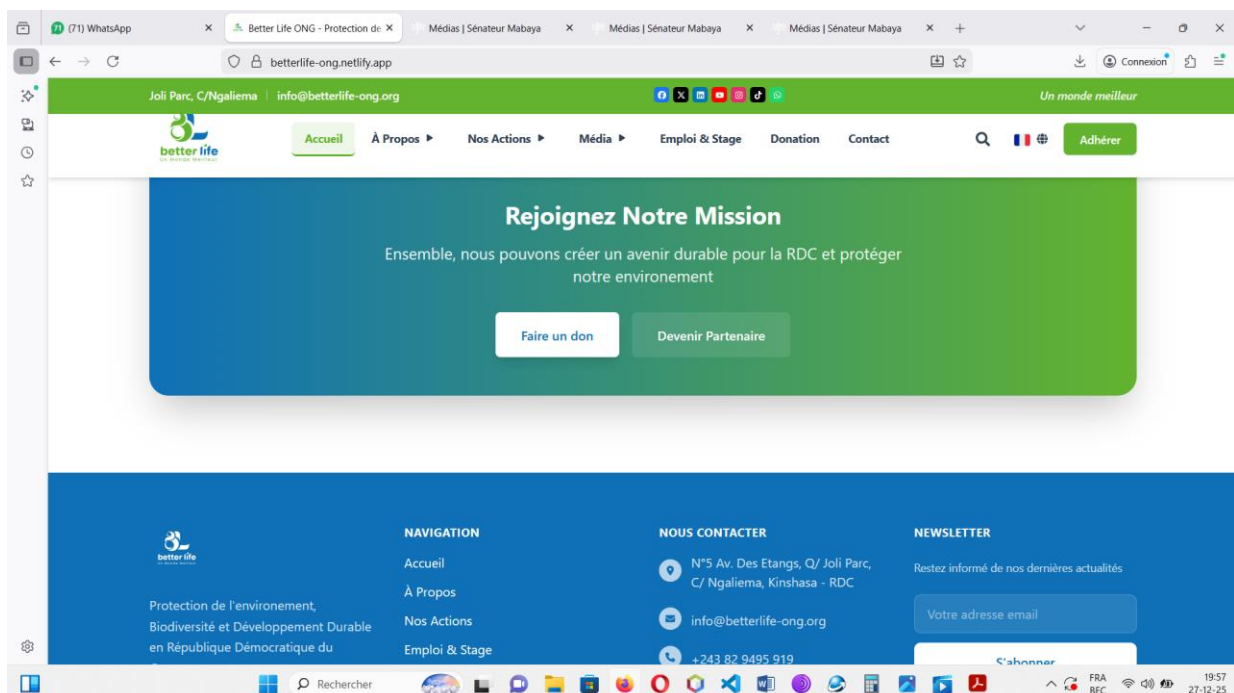 71
(71) WhatsApp
Better Life ONG - Protection de
Médias | Sénateur Mabaya
Médias | Sénateur Mabaya
Médias | Sénateur Mabaya
betterlife-ong.netlify.app
Connexion
Joli Parc, C/Ngaliema
info@betterlife-ong.org
Un monde meilleur
better life
Un Monde Meilleur
Accueil
À Propos
Nos Actions
Média
Emploi & Stage
Donation
Contact
Adhérer
Rejoignez Notre Mission
Ensemble, nous pouvons créer un avenir durable pour la RDC et protéger
notre environement
Faire un don
Devenir Partenaire
better life
Protection de l'environement,
Biodiversité et Développement Durable
en République Démocratique du
NAVIGATION
Accueil
À Propos
Nos Actions
Emploi & Stage
NOUS CONTACTER
N°5 Av. Des Etangs, Q/ Joli Parc,
C/ Ngaliema, Kinshasa - RDC
info@betterlife-ong.org
+243 82 9495 919
NEWSLETTER
Restez informé de nos dernières actualités
Votre adresse email
S'abonner
Rechercher
FRA
BEC
19:57
27-12-25